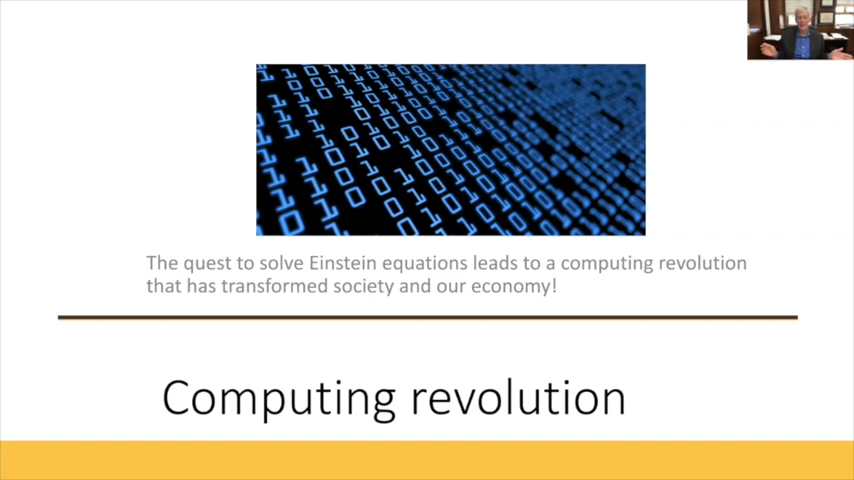 The quest to solve Einstein equations leads to a computing revolution
that has transformed society and our economy!
Computing revolution